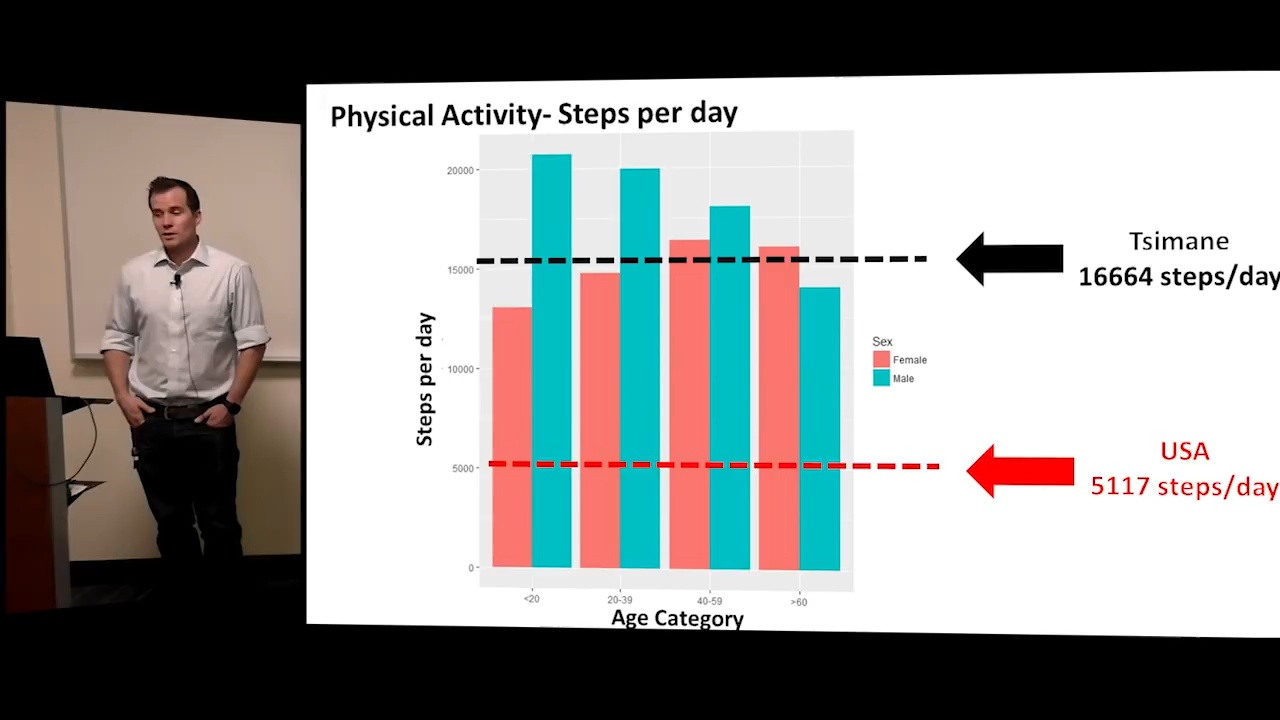 Physical Activity- Steps per day
20000
15000
10000
5000
0
Steps per day
<20
20-39
40-59
>60
Age Category
Sex
Female
Male
Tsimane
16664 steps/day
USA
5117 steps/day